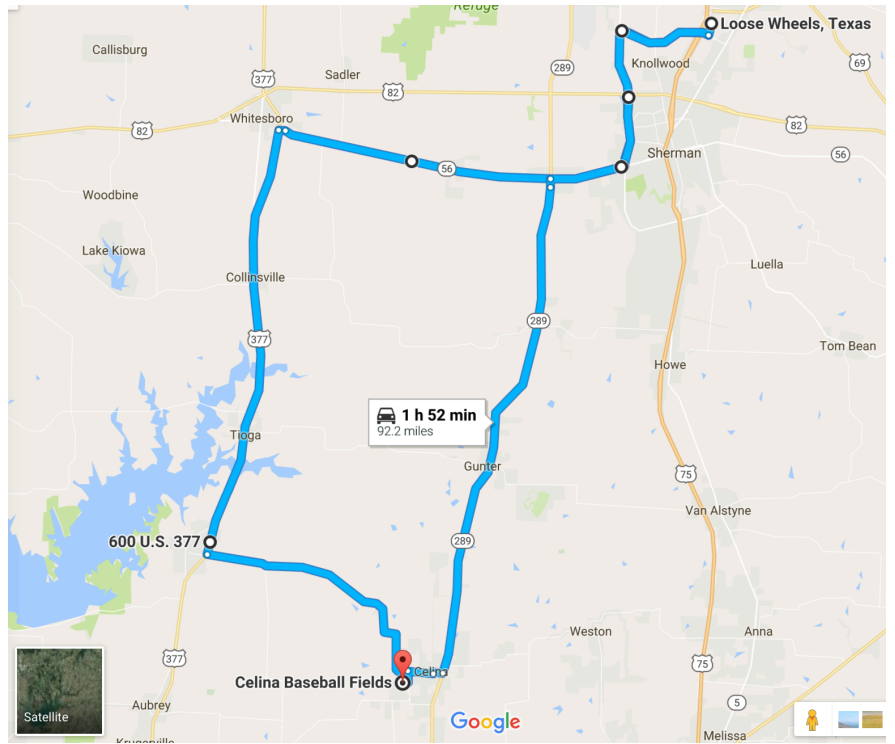 Refuge
Loose Wheels, Texas
Callisburg
377
Sadler
289
Knollwood
69
82
Whitesboro
82
82
56
Sherman
56
Woodbine
Lake Kiowa
Luella
Collinsville
289
377
Tom Bean
Howe
1 h 52 min
92.2 miles
Tioga
Gunter
75
Van Alstyne
600 U.S. 377
289
Weston
Anna
377
75
Celina
Celina Baseball Fields
Satellite
Aubrey
5
Google
Krugerville
Melissa